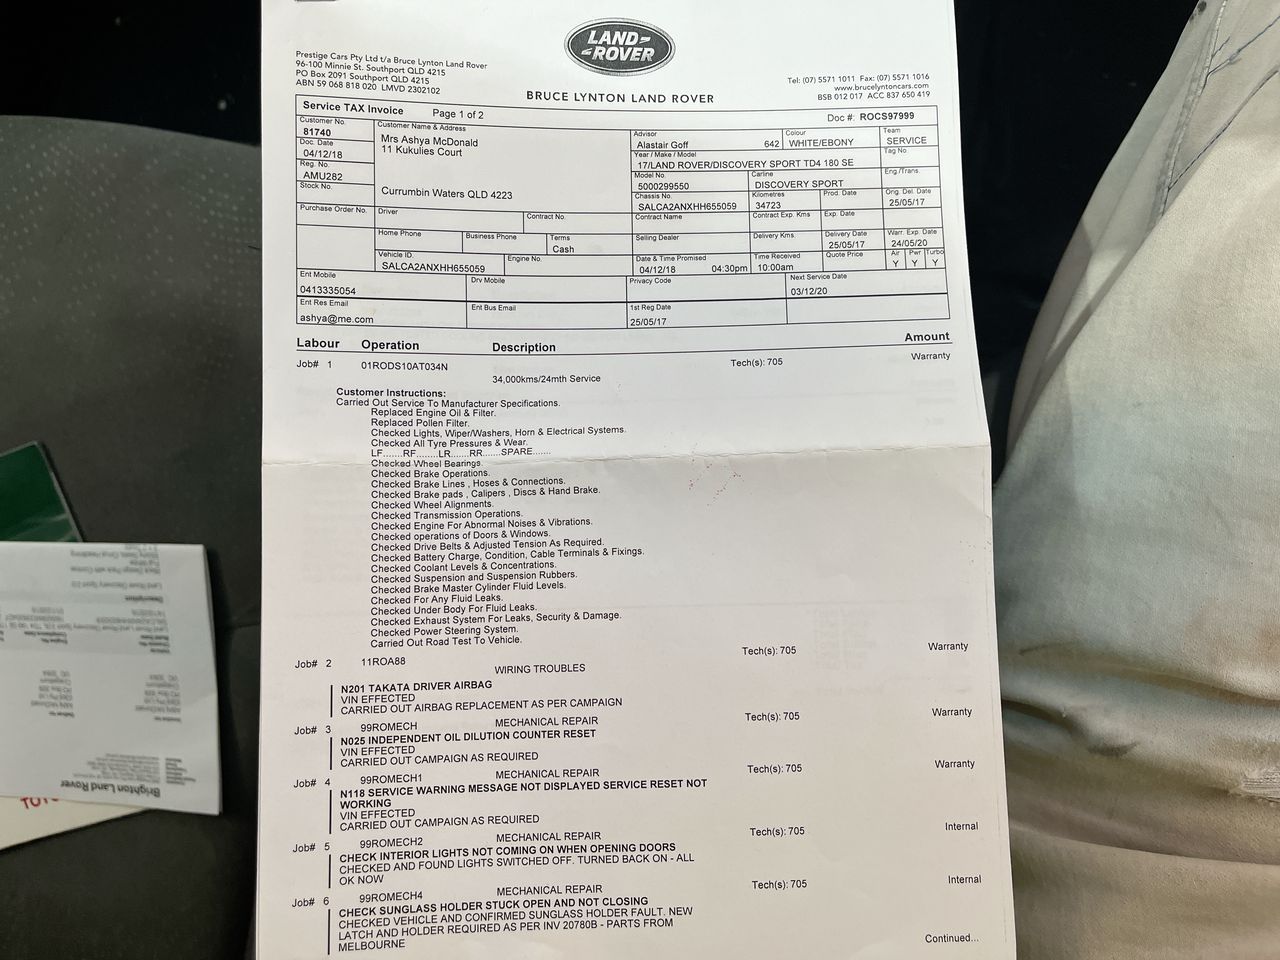 LAND-
-ROVER
Prestige Cars Pty Ltd t/a Bruce Lynton Land Rover
96-100 Minnie St. Southport QLD 4215
PO Box 2091 Southport QLD 4215
ABN 59 068 818 020 LMVD 2302102
BRUCE LYNTON LAND ROVER
Tel: (07) 5571 1011 Fax: (07) 5571 1016
www.brucelyntoncars.com
BSB 012 017 ACC 837 650 419
Service TAX Invoice Page 1 of 2 Doc #: ROCS97999
Customer No.
81740
Doc. Date
04/12/18
Reg. No.
AMU282
Stock No.
Customer Name & Address
Mrs Ashya McDonald
11 Kukulies Court
Currumbin Waters QLD 4223
Advisor
Alastair Goff 642
Colour
WHITE/EBONY
Team
SERVICE
Year / Make / Model
17/LAND ROVER/DISCOVERY SPORT TD4 180 SE
Tag No.
Model No.
5000299550
Carline
DISCOVERY SPORT
Eng./Trans.
Chassis No.
SALCA2ANXHH655059
Kilometres
34723
Prod. Date
Orig. Del. Date
25/05/17
Purchase Order No.
Driver
Contract No.
Contract Name
Contract Exp. Kms
Exp. Date
Home Phone
Business Phone
Terms
Cash
Selling Dealer
Delivery Kms.
Delivery Date
25/05/17
Warr. Exp. Date
24/05/20
Vehicle ID.
SALCA2ANXHH655059
Engine No.
Date & Time Promised
04/12/18 04:30pm
Time Received
10:00am
Quote Price
Air Pwr Turbo
Y Y Y
Ent Mobile
0413335054
Drv Mobile
Privacy Code
Next Service Date
03/12/20
Ent Res Email
ashya@me.com
Ent Bus Email
1st Reg Date
25/05/17
Labour Operation Description Amount
Job# 1 01RODS10AT034N Tech(s): 705 Warranty
34,000kms/24mth Service
Customer Instructions:
Carried Out Service To Manufacturer Specifications.
Replaced Engine Oil & Filter.
Replaced Pollen Filter.
Checked Lights, Wiper/Washers, Horn & Electrical Systems.
Checked All Tyre Pressures & Wear.
LF.......RF........LR......RR......SPARE.......
Checked Wheel Bearings.
Checked Brake Operations.
Checked Brake Lines , Hoses & Connections.
Checked Brake pads , Calipers , Discs & Hand Brake.
Checked Wheel Alignments.
Checked Transmission Operations.
Checked Engine For Abnormal Noises & Vibrations.
Checked operations of Doors & Windows.
Checked Drive Belts & Adjusted Tension As Required.
Checked Battery Charge, Condition, Cable Terminals & Fixings.
Checked Coolant Levels & Concentrations.
Checked Suspension and Suspension Rubbers.
Checked Brake Master Cylinder Fluid Levels.
Checked For Any Fluid Leaks.
Checked Under Body For Fluid Leaks.
Checked Exhaust System For Leaks, Security & Damage.
Checked Power Steering System.
Carried Out Road Test To Vehicle.
Job# 2 11ROA88 Tech(s): 705 Warranty
WIRING TROUBLES
N201 TAKATA DRIVER AIRBAG
VIN EFFECTED
CARRIED OUT AIRBAG REPLACEMENT AS PER CAMPAIGN
Job# 3 99ROMECH MECHANICAL REPAIR Tech(s): 705 Warranty
N025 INDEPENDENT OIL DILUTION COUNTER RESET
VIN EFFECTED
CARRIED OUT CAMPAIGN AS REQUIRED
Job# 4 99ROMECH1 MECHANICAL REPAIR Tech(s): 705 Warranty
N118 SERVICE WARNING MESSAGE NOT DISPLAYED SERVICE RESET NOT
WORKING
VIN EFFECTED
CARRIED OUT CAMPAIGN AS REQUIRED
Job# 5 99ROMECH2 MECHANICAL REPAIR Tech(s): 705 Internal
CHECK INTERIOR LIGHTS NOT COMING ON WHEN OPENING DOORS
CHECKED AND FOUND LIGHTS SWITCHED OFF. TURNED BACK ON - ALL
OK NOW
Job# 6 99ROMECH4 MECHANICAL REPAIR Tech(s): 705 Internal
CHECK SUNGLASS HOLDER STUCK OPEN AND NOT CLOSING
CHECKED VEHICLE AND CONFIRMED SUNGLASS HOLDER FAULT. NEW
LATCH AND HOLDER REQUIRED AS PER INV 20780B - PARTS FROM
MELBOURNE
Continued...
Brighton Land Rover